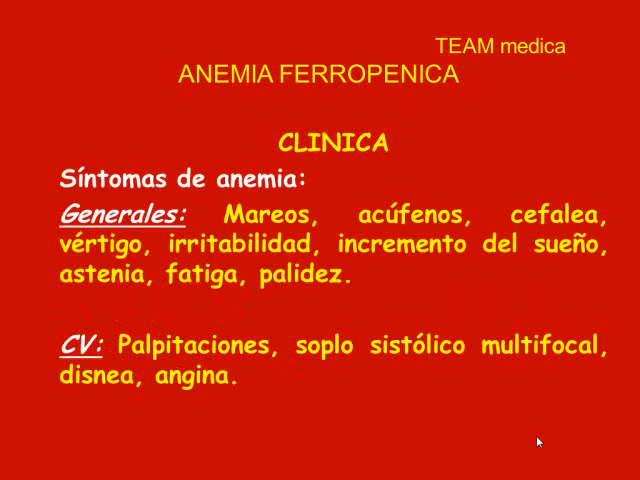 TEAM medica
ANEMIA FERROPENICA
CLINICA
Síntomas de anemia:
Generales: Mareos, acúfenos, cefalea,
vértigo, irritabilidad, incremento del sueño,
astenia, fatiga, palidez.
CV: Palpitaciones, soplo sistólico multifocal,
disnea, angina.